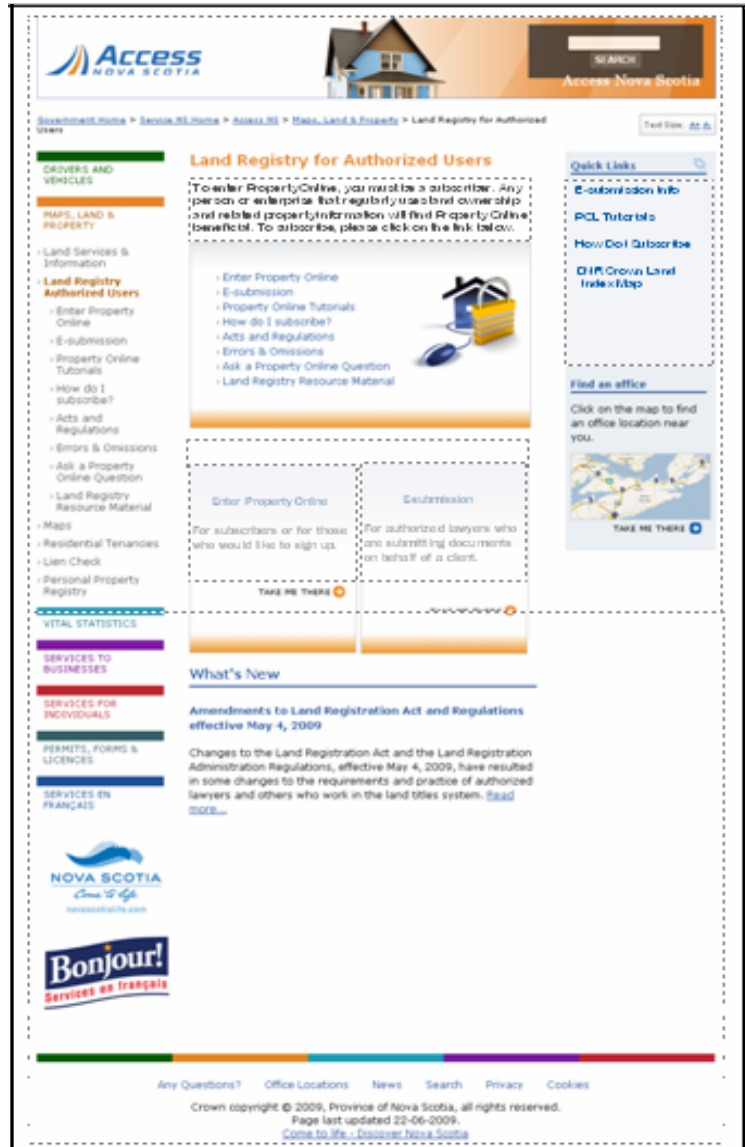 Access
NOVA SCOTIA
SEARCH
Access Nova Scotia
Government Home > Service NS Home > Access NS > Maps, Land & Property > Land Registry for Authorized
Users
Text Size: A+ A-
DRIVERS AND
VEHICLES
MAPS, LAND &
PROPERTY
› Land Services &
Information
› Land Registry
Authorized Users
› Enter Property
Online
› E-submission
› Property Online
Tutorials
› How do I
subscribe?
› Acts and
Regulations
› Errors & Omissions
› Ask a Property
Online Question
› Land Registry
Resource Material
› Maps
› Residential Tenancies
› Lien Check
› Personal Property
Registry
VITAL STATISTICS
SERVICES TO
BUSINESSES
SERVICES FOR
INDIVIDUALS
PERMITS, FORMS &
LICENCES
SERVICES EN
FRANÇAIS
NOVA SCOTIA
Come to life
novascotialife.com
Bonjour!
Services en français
Land Registry for Authorized Users
To enter Property Online, you must be a subscriber. Any
person or enterprise that regularly uses land ownership
and related property information will find Property Online
beneficial. To subscribe, please click on the link below.
› Enter Property Online
› E-submission
› Property Online Tutorials
› How do I subscribe?
› Acts and Regulations
› Errors & Omissions
› Ask a Property Online Question
› Land Registry Resource Material
Enter Property Online
For subscribers or for those
who would like to sign up.
TAKE ME THERE
E-submission
For authorized lawyers who
are submitting documents
on behalf of a client.
TAKE ME THERE
What's New
Amendments to Land Registration Act and Regulations
effective May 4, 2009
Changes to the Land Registration Act and the Land Registration
Administration Regulations, effective May 4, 2009, have resulted
in some changes to the requirements and practice of authorized
lawyers and others who work in the land titles system. Read
more...
Quick Links
E-submission Info
POL Tutorials
How Do I Subscribe
DNR Crown Land
Index Map
Find an office
Click on the map to find
an office location near
you.
TAKE ME THERE
Any Questions? Office Locations News Search Privacy Cookies
Crown copyright © 2009, Province of Nova Scotia, all rights reserved.
Page last updated 22-06-2009.
Come to life - Discover Nova Scotia